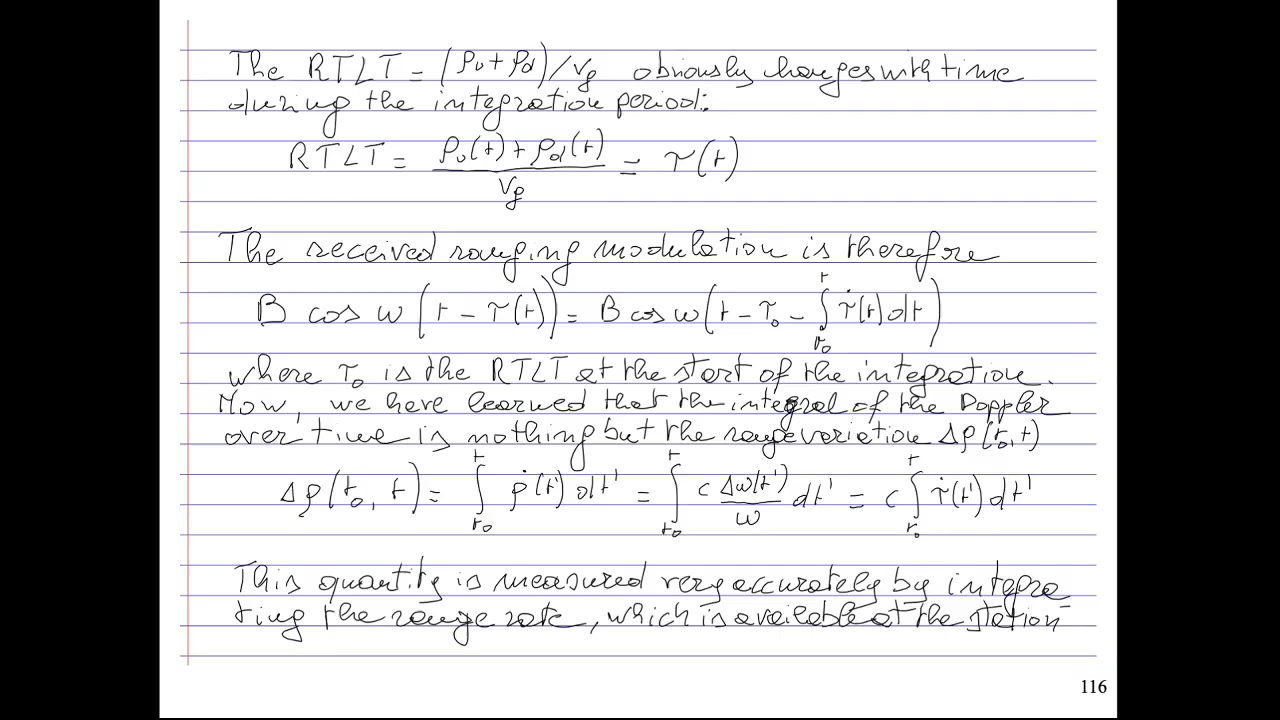 The RTLT = (ρu + ρd)/vg obviously changes with time
during the integration period:
RTLT = (ρu(t) + ρd(t))/vg = τ(t)
The received ranging modulation is therefore
B cos ω(t - τ(t)) = B cos ω(t - τ0 - ∫_{t0}^{t} τ̇(t)dt)
where τ0 is the RTLT at the start of the integration.
Now, we have learned that the integral of the Doppler
over time is nothing but the range variation Δρ(t0,t)
Δρ(t0, t) = ∫_{t0}^{t} ρ̇(t')dt' = ∫_{t0}^{t} c Δω(t')/ω dt' = c ∫_{t0}^{t} τ̇(t')dt'
This quantity is measured very accurately by integra-
ting the range rate, which is available at the station
116